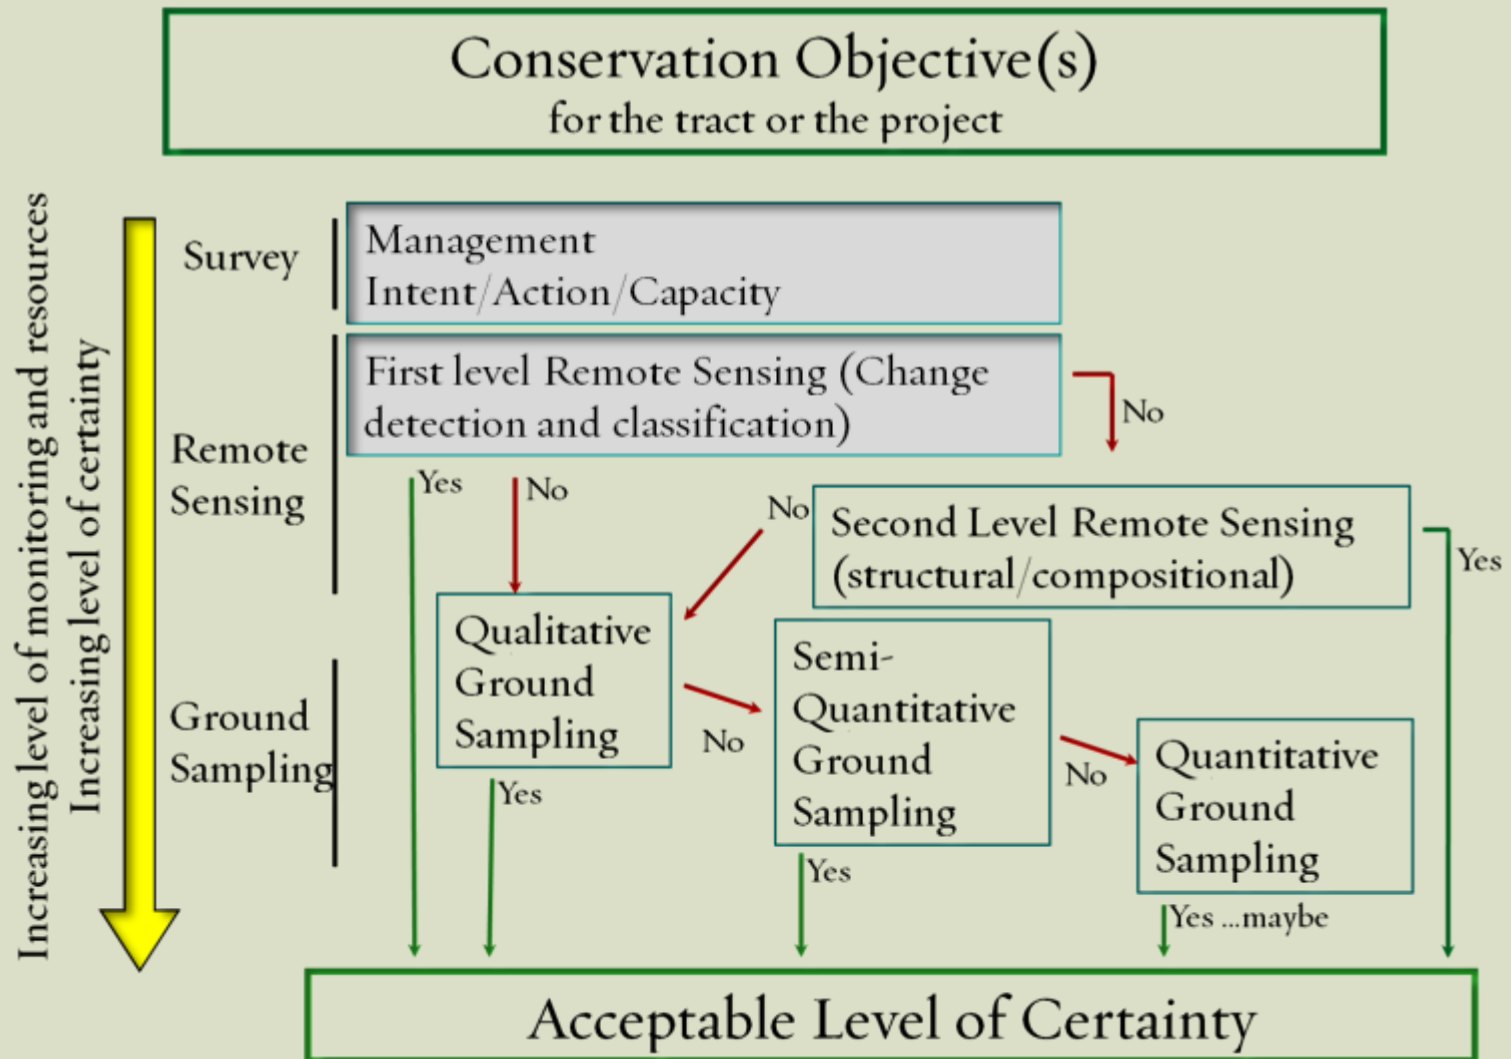 Conservation Objective(s)
for the tract or the project
Increasing level of monitoring and resources
Increasing level of certainty
Survey
Management
Intent/Action/Capacity
Remote
Sensing
First level Remote Sensing (Change
detection and classification)
No
Yes
No
No
Second Level Remote Sensing
(structural/compositional)
Yes
Ground
Sampling
Qualitative
Ground
Sampling
No
Yes
Semi-
Quantitative
Ground
Sampling
No
Yes
Quantitative
Ground
Sampling
Yes ...maybe
Acceptable Level of Certainty